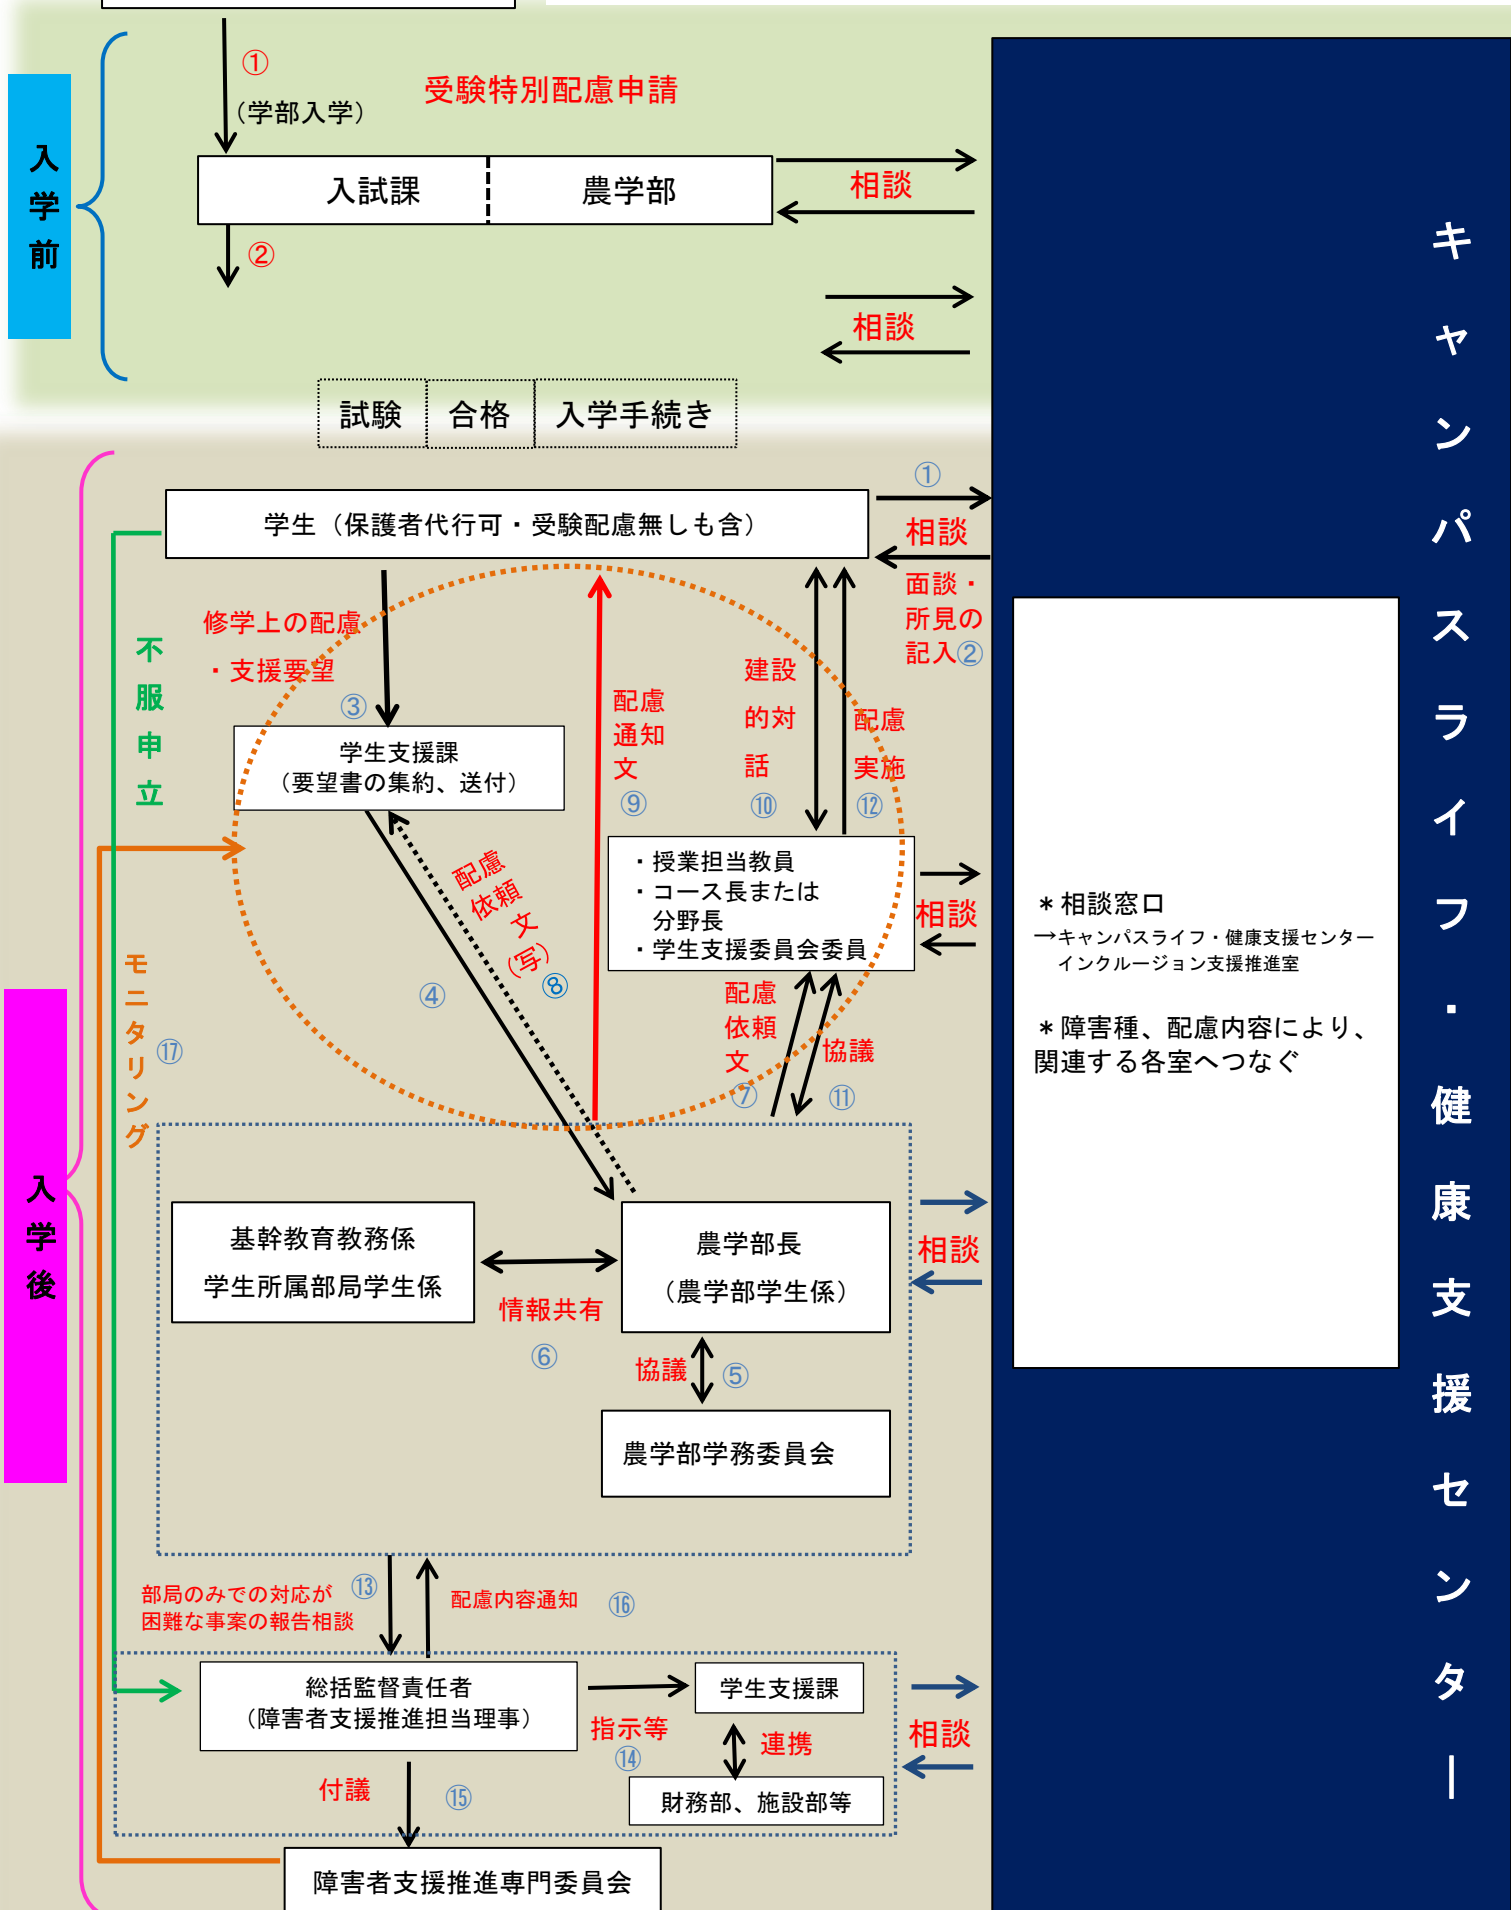 ①
（学部入学）
受験特別配慮申請
入学前
入試課
農学部
相談
②
相談
試験
合格
入学手続き
学生（保護者代行可・受験配慮無しも含）
①
相談
面談・
所見の
記入②
修学上の配慮
・支援要望
③
不服申立
学生支援課
（要望書の集約、送付）
配慮
通知
文
⑨
建設
的対
話
⑩
配慮
実施
⑫
・授業担当教員
・コース長または
分野長
・学生支援委員会委員
相談
配慮
依頼
文
（写）
⑧
④
配慮
依頼
文
⑦
協議
⑪
モニタリング
⑰
入学後
基幹教育教務係
学生所属部局学生係
農学部長
（農学部学生係）
相談
情報共有
⑥
協議
⑤
農学部学務委員会
部局のみでの対応が
困難な事案の報告相談
⑬
配慮内容通知
⑯
総括監督責任者
（障害者支援推進担当理事）
学生支援課
指示等
⑭
連携
相談
財務部、施設部等
付議
⑮
障害者支援推進専門委員会
キャンパスライフ・健康支援センター
＊相談窓口
→キャンパスライフ・健康支援センター
インクルージョン支援推進室
＊障害種、配慮内容により、
関連する各室へつなぐ